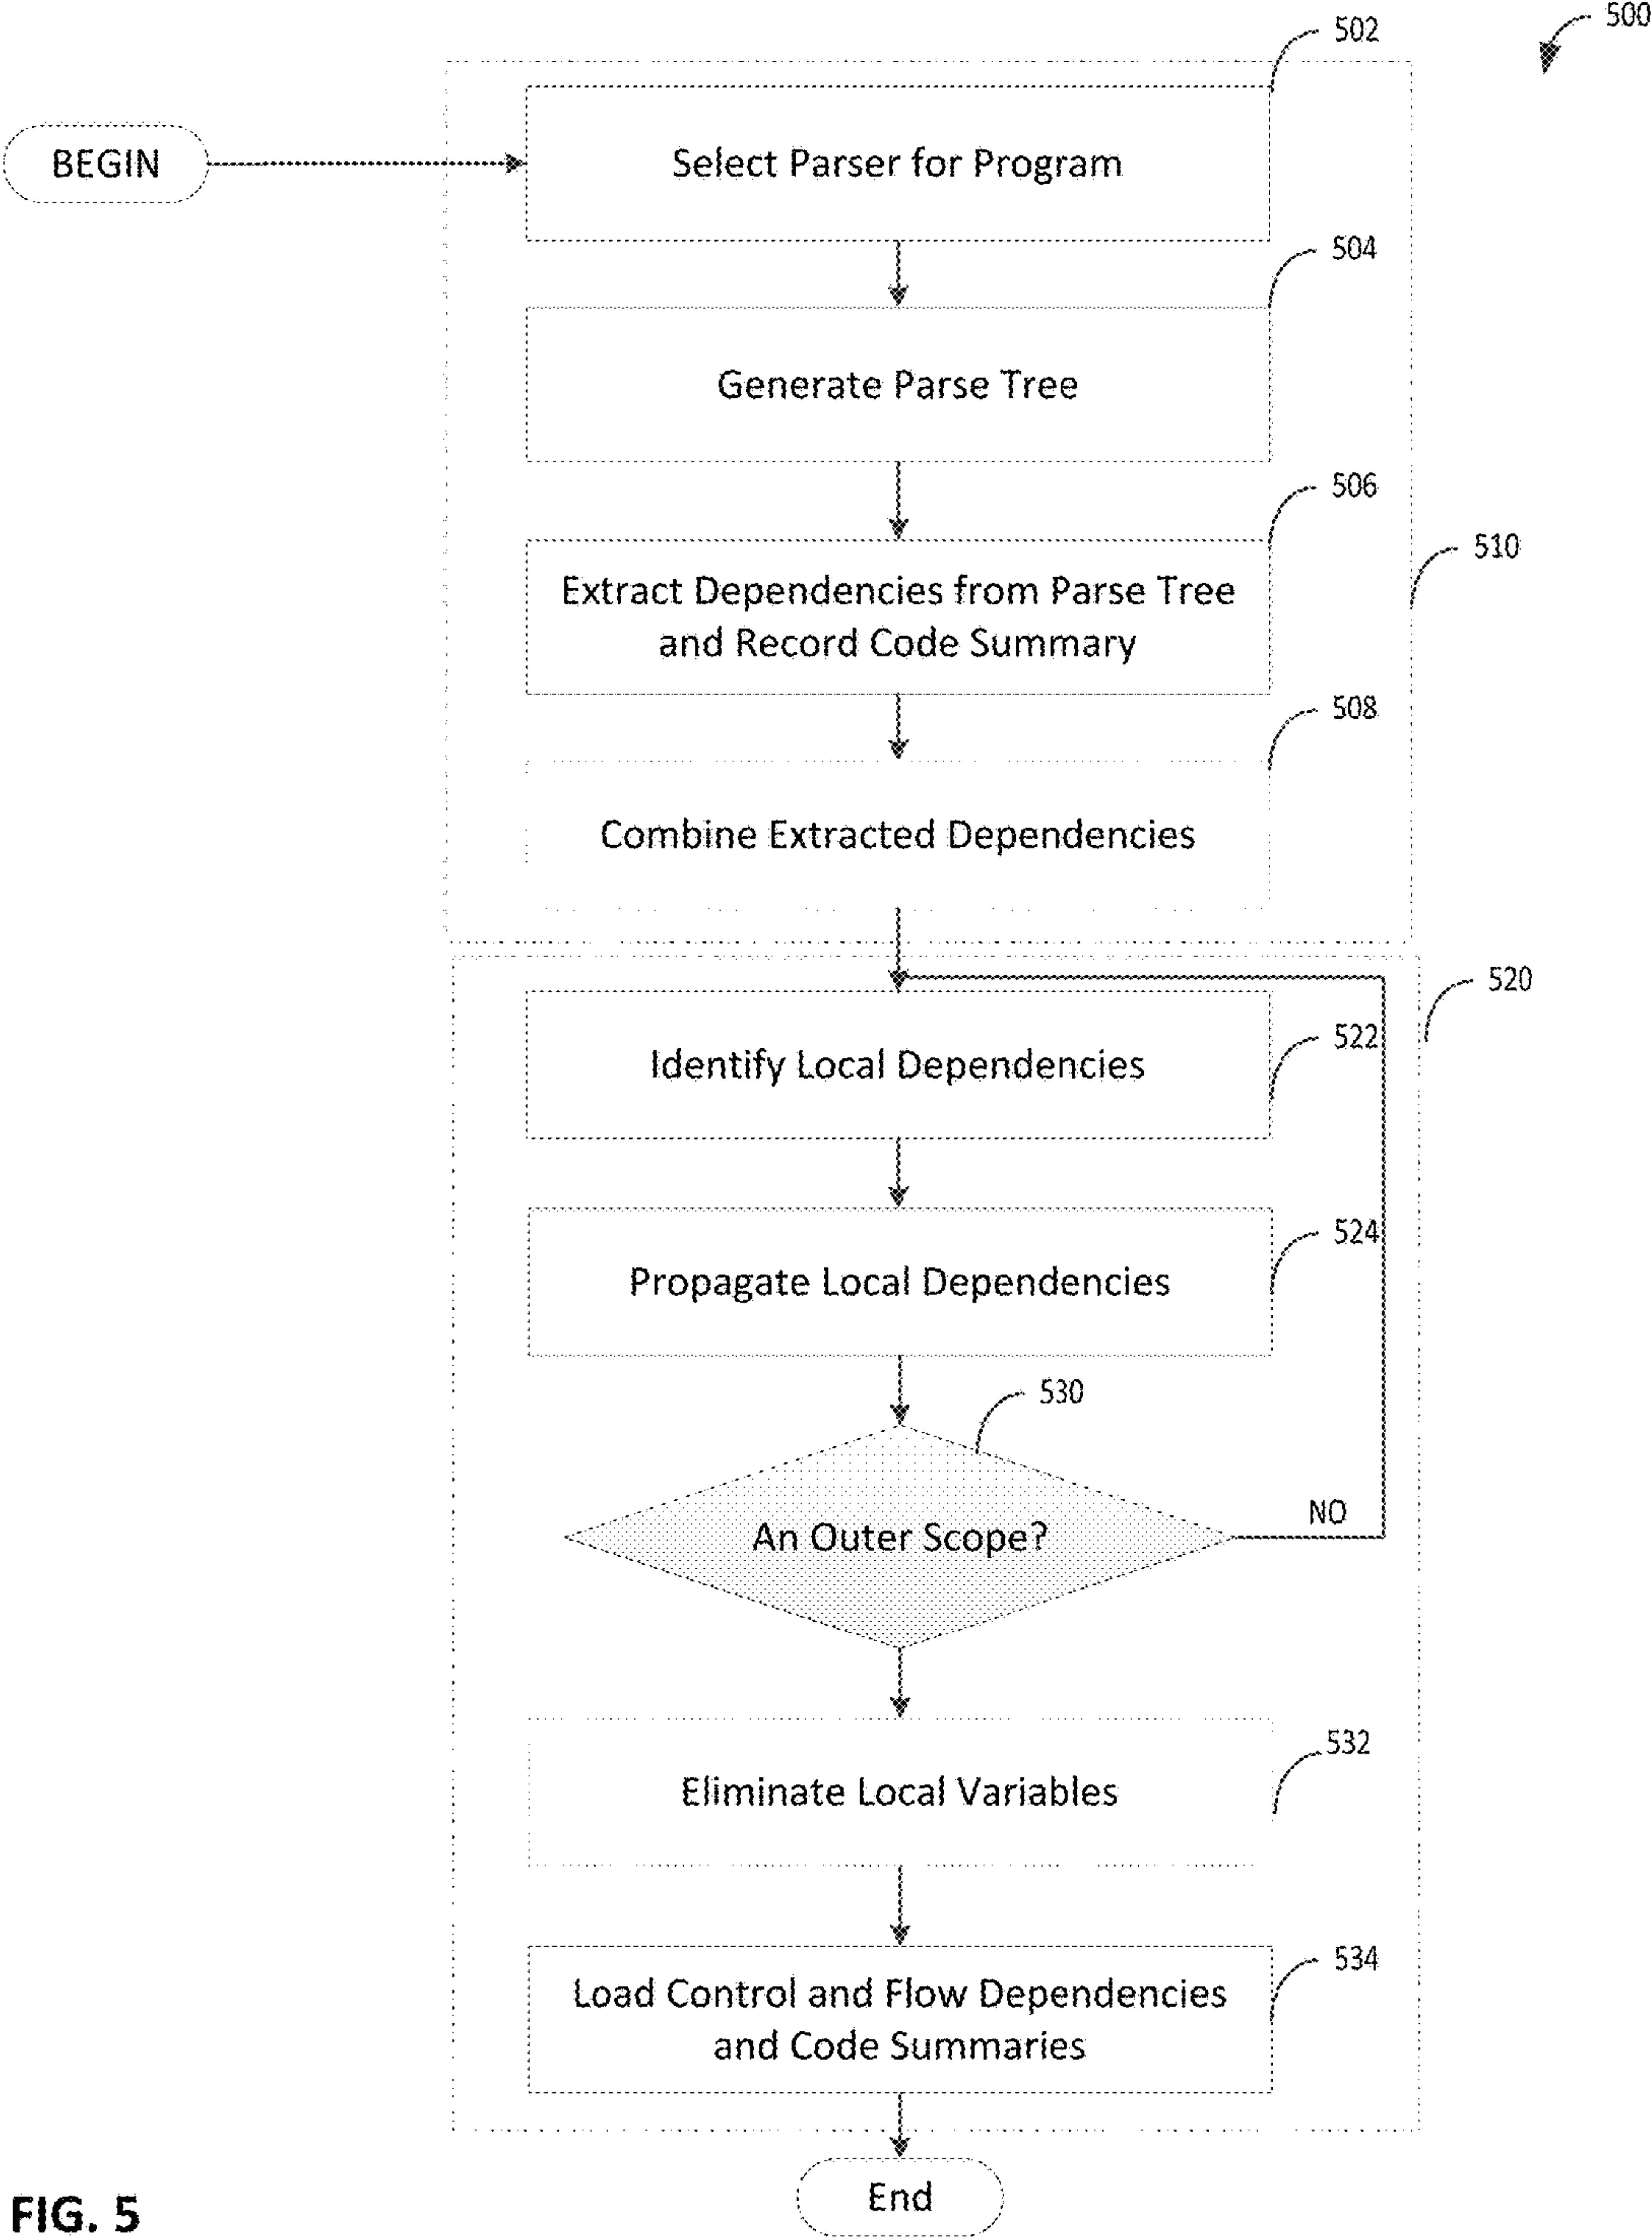 500
502
BEGIN
Select Parser for Program
504
Generate Parse Tree
506
Extract Dependencies from Parse Tree
and Record Code Summary
510
508
Combine Extracted Dependencies
520
522
Identify Local Dependencies
524
Propagate Local Dependencies
530
An Outer Scope?
NO
532
Eliminate Local Variables
534
Load Control and Flow Dependencies
and Code Summaries
End
FIG. 5